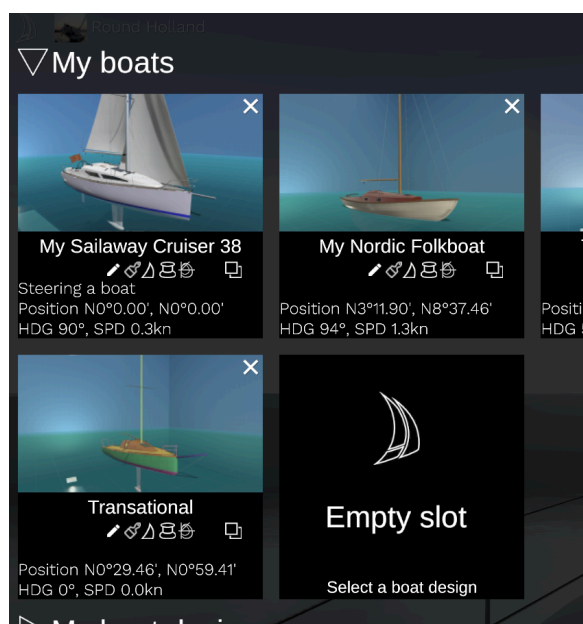 Round Holland
My boats
My Sailaway Cruiser 38
Steering a boat
Position N0°0.00', N0°0.00'
HDG 90°, SPD 0.3kn
My Nordic Folkboat
Position N3°11.90', N8°37.46'
HDG 94°, SPD 1.3kn
HDG
Transational
Position N0°29.46', N0°59.41'
HDG 0°, SPD 0.0kn
Empty slot
Select a boat design